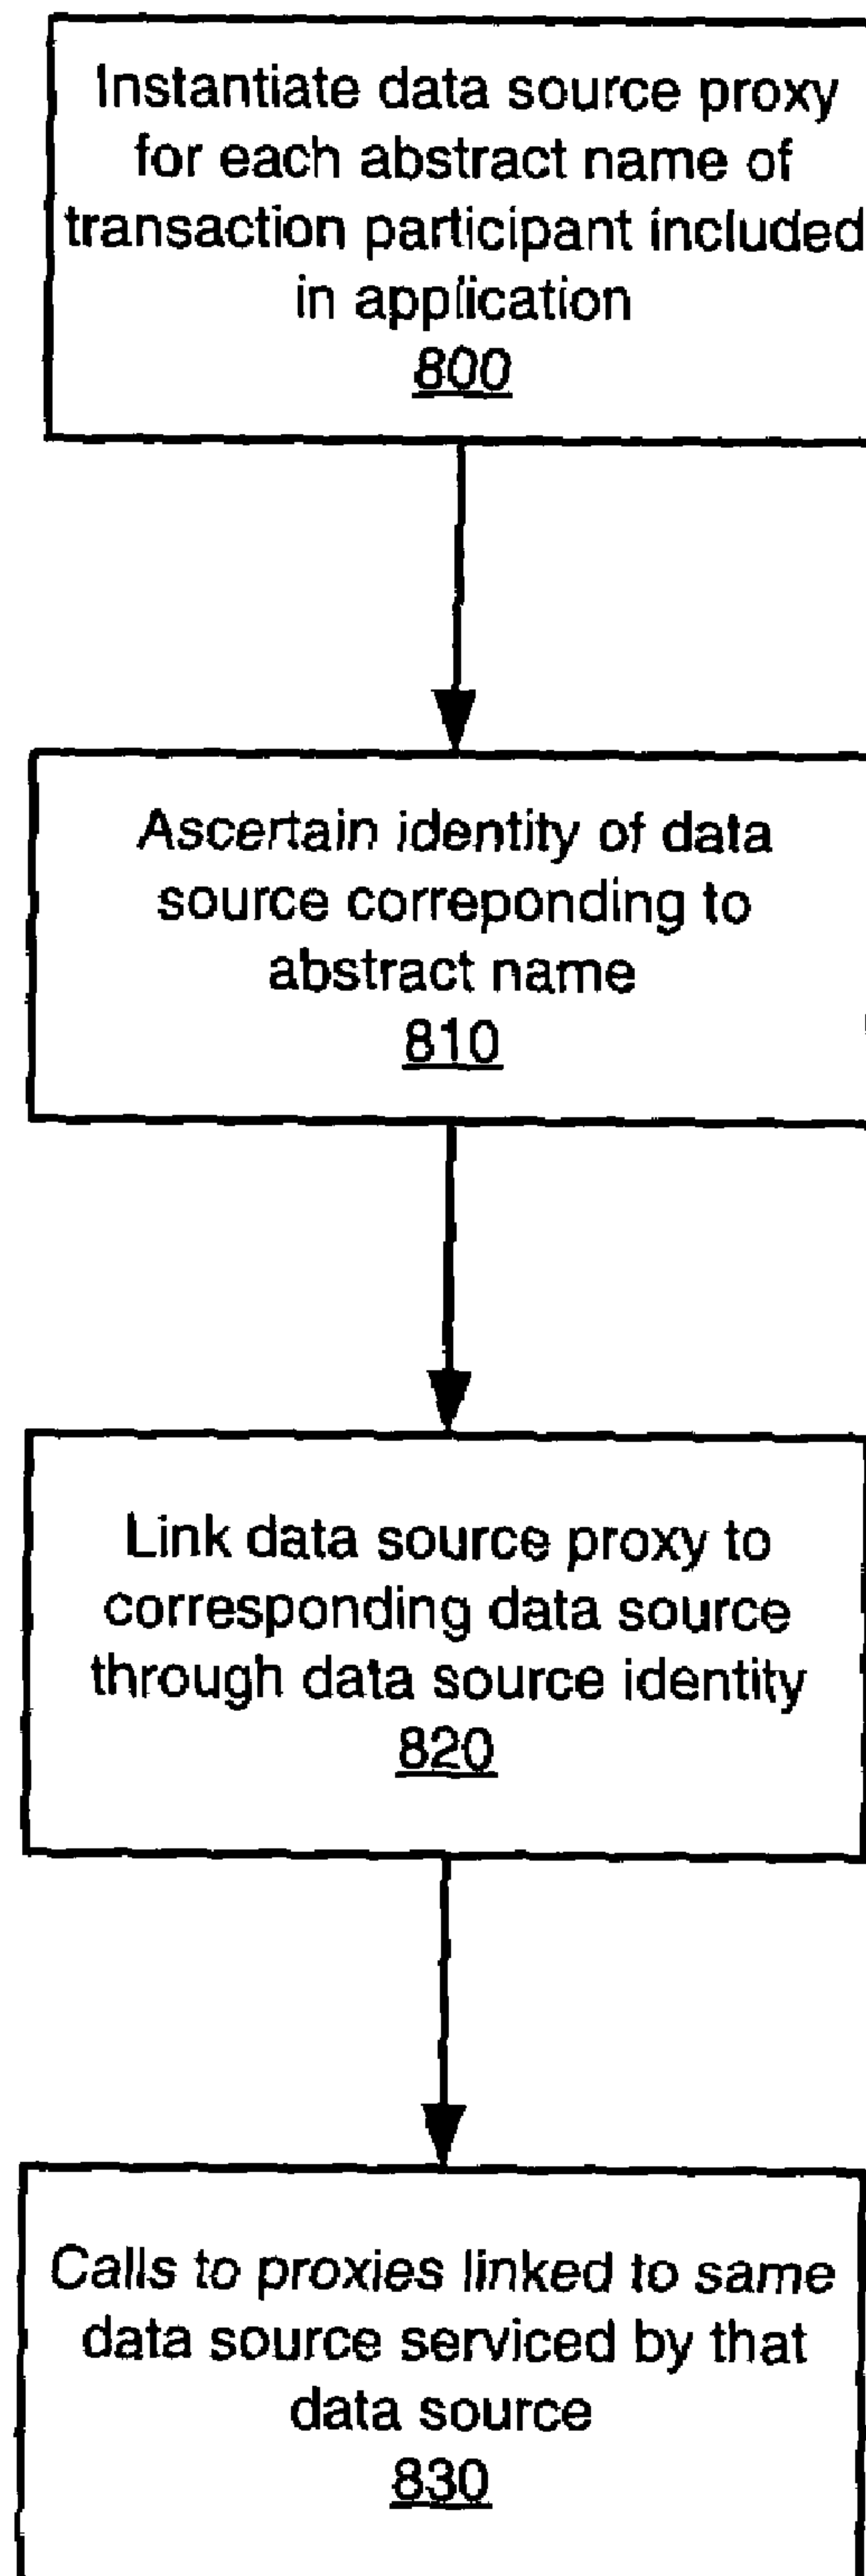 Instantiate data source proxy
for each abstract name of
transaction participant included
in application
800
Ascertain identity of data
source correponding to
abstract name
810
Link data source proxy to
corresponding data source
through data source identity
820
Calls to proxies linked to same
data source serviced by that
data source
830